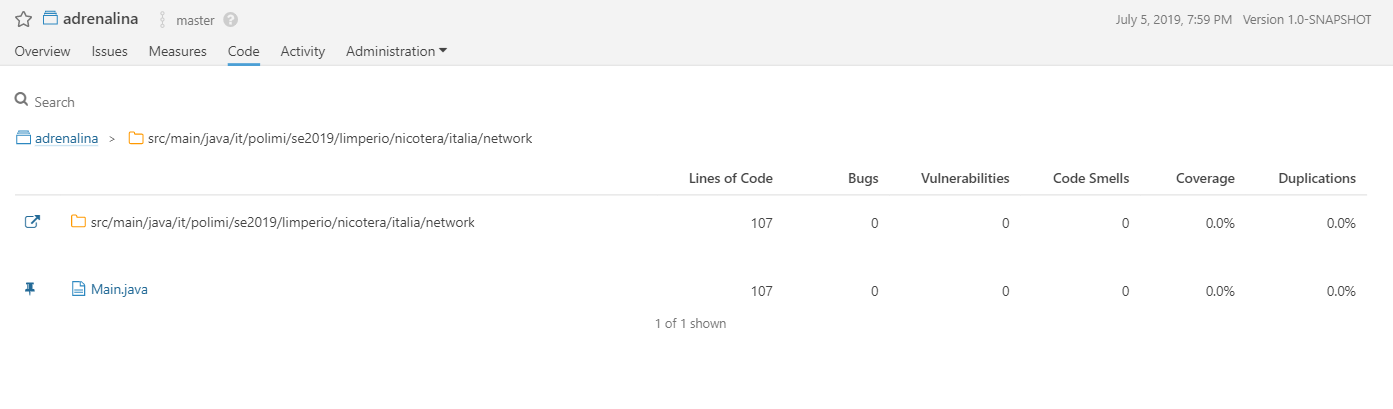 adrenalina master ? July 5, 2019, 7:59 PM Version 1.0-SNAPSHOT
Overview Issues Measures Code Activity Administration
Search
adrenalina > src/main/java/it/polimi/se2019/limperio/nicotera/italia/network
Lines of Code Bugs Vulnerabilities Code Smells Coverage Duplications
src/main/java/it/polimi/se2019/limperio/nicotera/italia/network 107 0 0 0 0.0% 0.0%
Main.java 107 0 0 0 0.0% 0.0%
1 of 1 shown